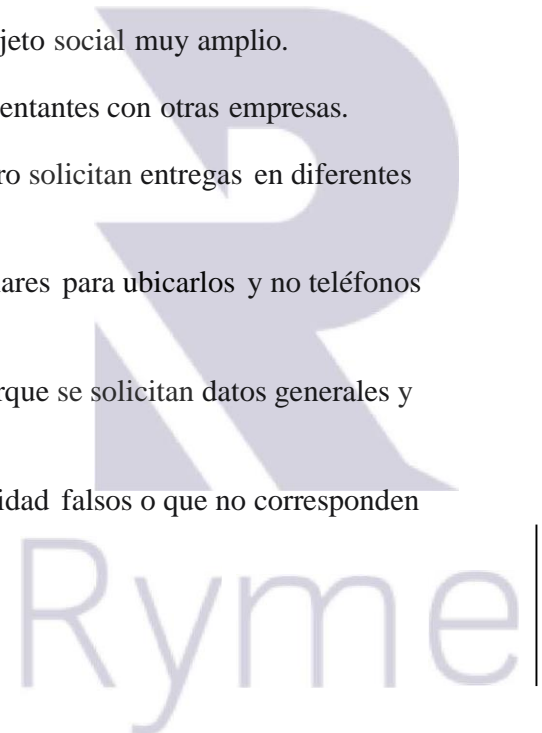 jeto social muy amplio.
entantes con otras empresas.
ro solicitan entregas en diferentes
lares para ubicarlos y no teléfonos
rque se solicitan datos generales y
idad falsos o que no corresponden
R
Ryme